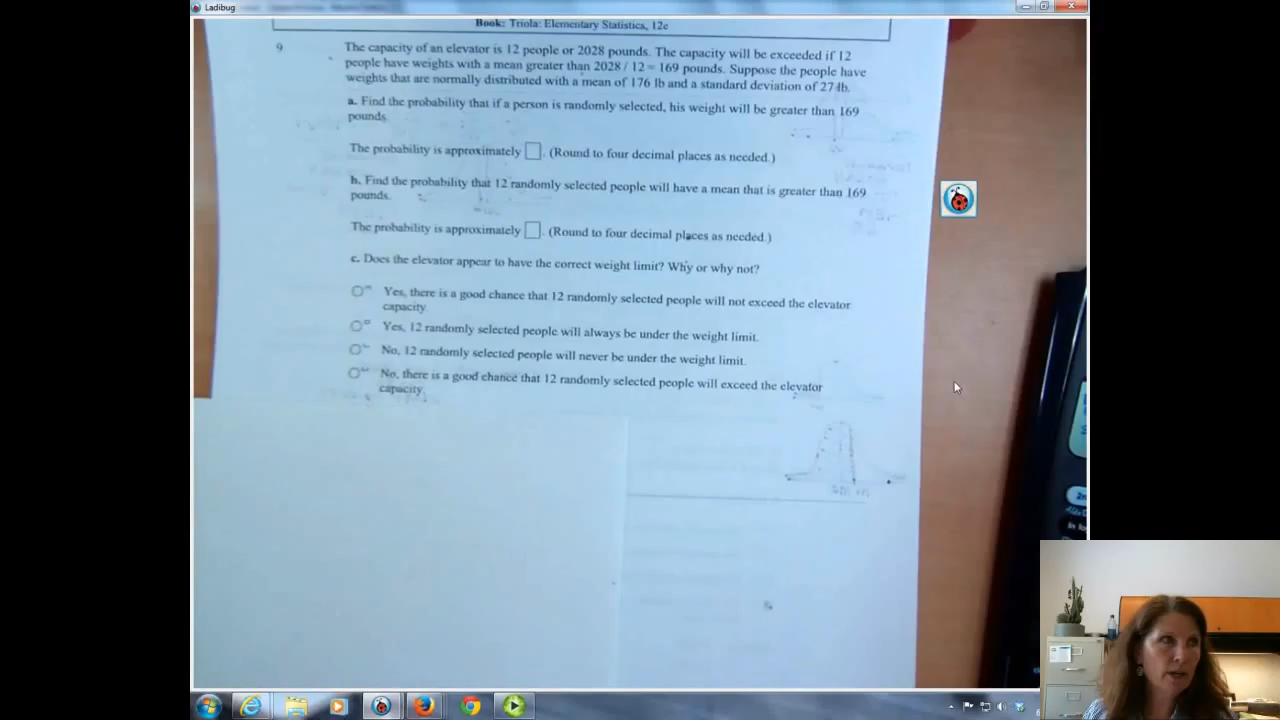 Ladibug
Book: Triola: Elementary Statistics, 12e
9
The capacity of an elevator is 12 people or 2028 pounds. The capacity will be exceeded if 12
people have weights with a mean greater than 2028 / 12 = 169 pounds. Suppose the people have
weights that are normally distributed with a mean of 176 lb and a standard deviation of 27 lb.
a. Find the probability that if a person is randomly selected, his weight will be greater than 169
pounds.
The probability is approximately . (Round to four decimal places as needed.)
b. Find the probability that 12 randomly selected people will have a mean that is greater than 169
pounds.
The probability is approximately . (Round to four decimal places as needed.)
c. Does the elevator appear to have the correct weight limit? Why or why not?
Yes, there is a good chance that 12 randomly selected people will not exceed the elevator
capacity.
Yes, 12 randomly selected people will always be under the weight limit.
No, 12 randomly selected people will never be under the weight limit.
No, there is a good chance that 12 randomly selected people will exceed the elevator
capacity.